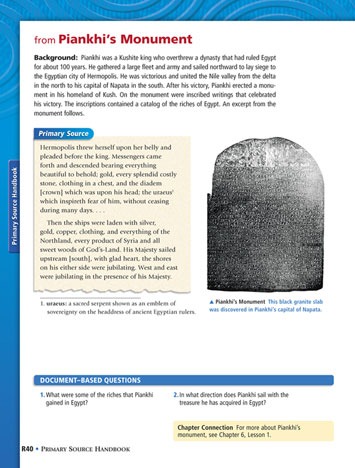 from Piankhi's Monument
Background: Piankhi was a Kushite king who overthrew a dynasty that had ruled Egypt
for about 100 years. He gathered a large fleet and army and sailed northward to lay siege to
the Egyptian city of Hermopolis. He was victorious and united the Nile valley from the delta
in the north to his capital of Napata in the south. After his victory, Piankhi erected a monu-
ment in his homeland of Kush. On the monument were inscribed writings that celebrated
his victory. The inscriptions contained a catalog of the riches of Egypt. An excerpt from the
monument follows.
Primary Source
Hermopolis threw herself upon her belly and
pleaded before the king. Messengers came
forth and descended bearing everything
beautiful to behold; gold, every splendid costly
stone, clothing in a chest, and the diadem
[crown] which was upon his head; the uraeus¹
which inspireth fear of him, without ceasing
during many days. . . .
Then the ships were laden with silver,
gold, copper, clothing, and everything of the
Northland, every product of Syria and all
sweet woods of God's-Land. His Majesty sailed
upstream [south], with glad heart, the shores
on his either side were jubilating. West and east
were jubilating in the presence of his Majesty.
1. uraeus: a sacred serpent shown as an emblem of
sovereignty on the headdress of ancient Egyptian rulers.
▲ Piankhi's Monument This black granite slab
was discovered in Piankhi's capital of Napata.
Primary Source Handbook
DOCUMENT–BASED QUESTIONS
1. What were some of the riches that Piankhi
gained in Egypt?
2. In what direction does Piankhi sail with the
treasure he has acquired in Egypt?
Chapter Connection For more about Piankhi's
monument, see Chapter 6, Lesson 1.
R40 • PRIMARY SOURCE HANDBOOK